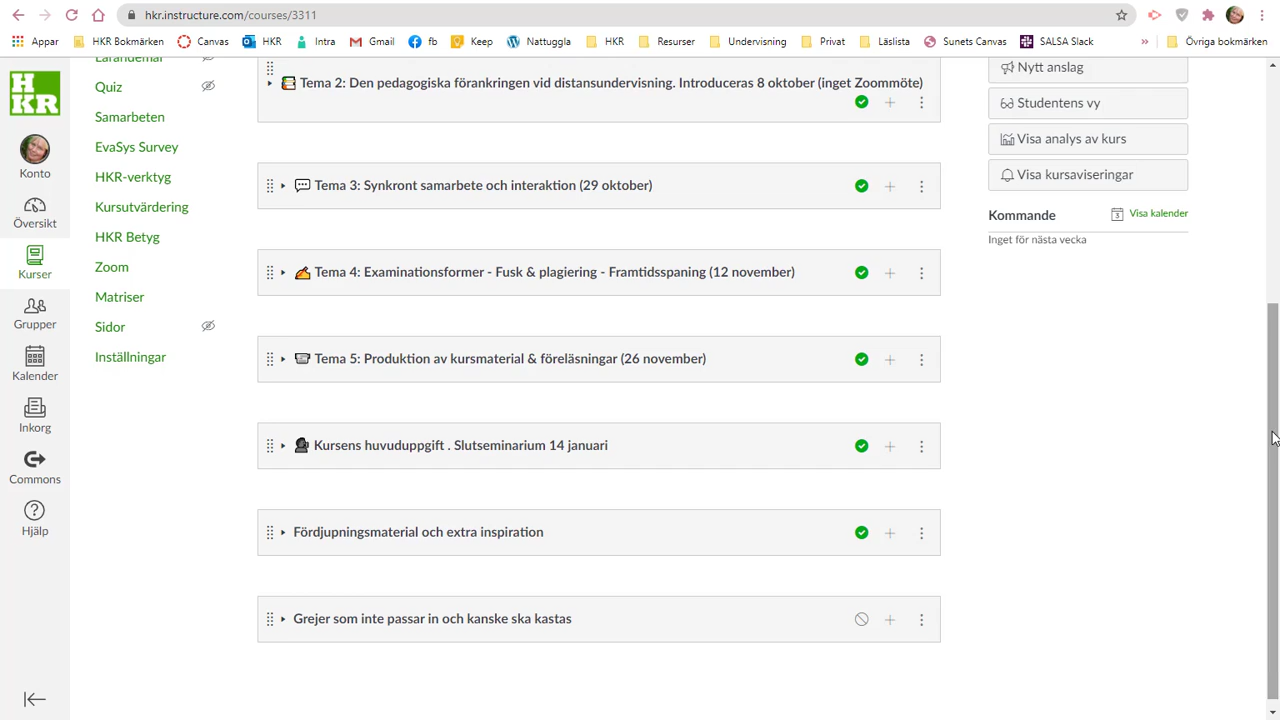 hkr.instructure.com/courses/3311
Appar
HKR Bokmärken
Canvas
HKR
Intra
Gmail
fb
Keep
Nattugla
HKR
Resurser
Undervisning
Privat
Läslista
Sunets Canvas
SALSA Slack
»
Övriga bokmärken
H
KR
Konto
Översikt
Kurser
Grupper
Kalender
Inkorg
Commons
Hjälp
Lärandemål
Quiz
Samarbeten
EvaSys Survey
HKR-verktyg
Kursutvärdering
HKR Betyg
Zoom
Matriser
Sidor
Inställningar
Tema 2: Den pedagogiska förankringen vid distansundervisning. Introduceras 8 oktober (inget Zoommöte)
Tema 3: Synkront samarbete och interaktion (29 oktober)
Tema 4: Examinationsformer - Fusk & plagiering - Framtidsspaning (12 november)
Tema 5: Produktion av kursmaterial & föreläsningar (26 november)
Kursens huvuduppgift . Slutseminarium 14 januari
Fördjupningsmaterial och extra inspiration
Grejer som inte passar in och kanske ska kastas
Nytt anslag
Studentens vy
Visa analys av kurs
Visa kursaviseringar
Kommande
3
Visa kalender
Inget för nästa vecka